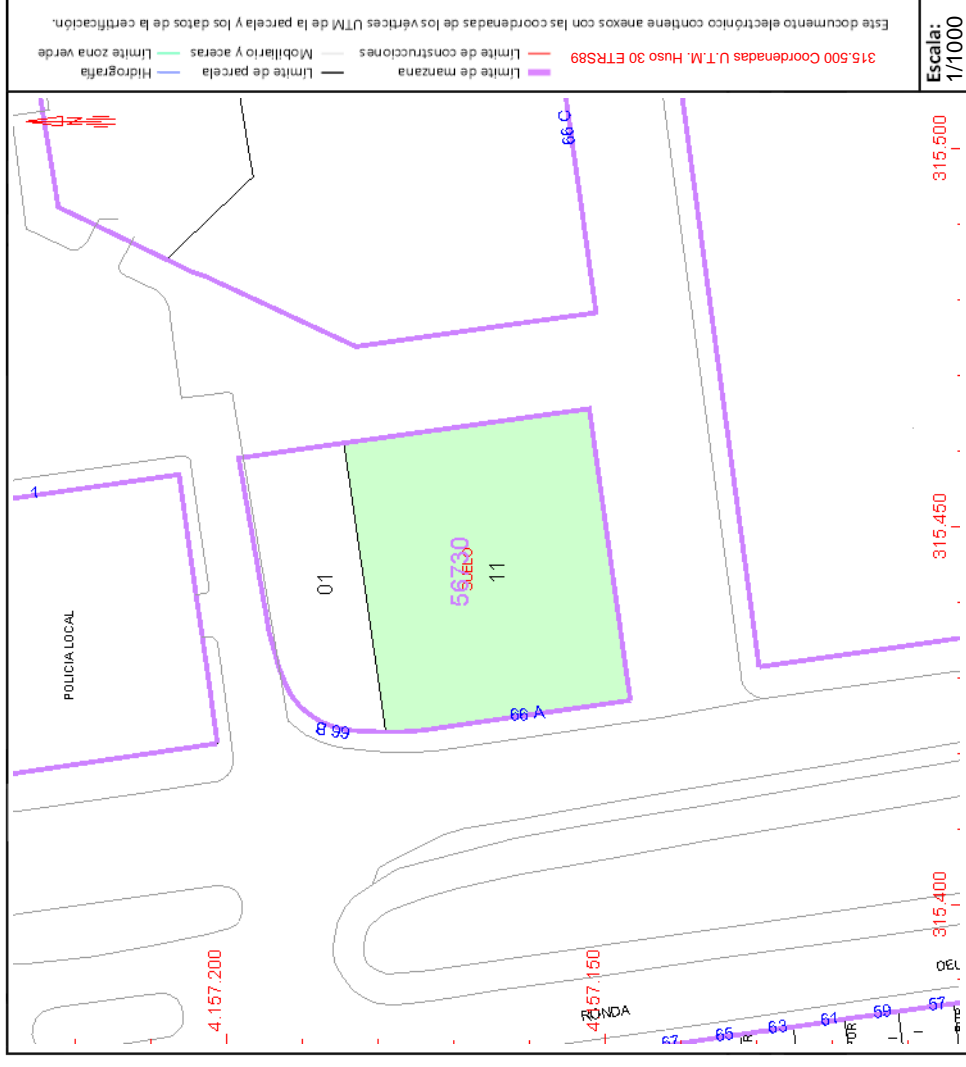 Este documento electrónico contiene anexos con las coordenadas de los vértices UTM de la parcela y los datos de la certificación.
315.500 Coordenadas U.T.M. Huso 30 ETRS89
Límite de manzana
Límite de parcela
Hidrografía
Límite de construcciones
Mobiliario y aceras
Límite zona verde
Escala:
1/1000
315.500
315.450
315.400
4.157.200
4.157.150
66 C
1
POLICIA LOCAL
01
56730
SUELO
11
66 B
66 A
RONDA
DEL
67
65
63
61
59
57